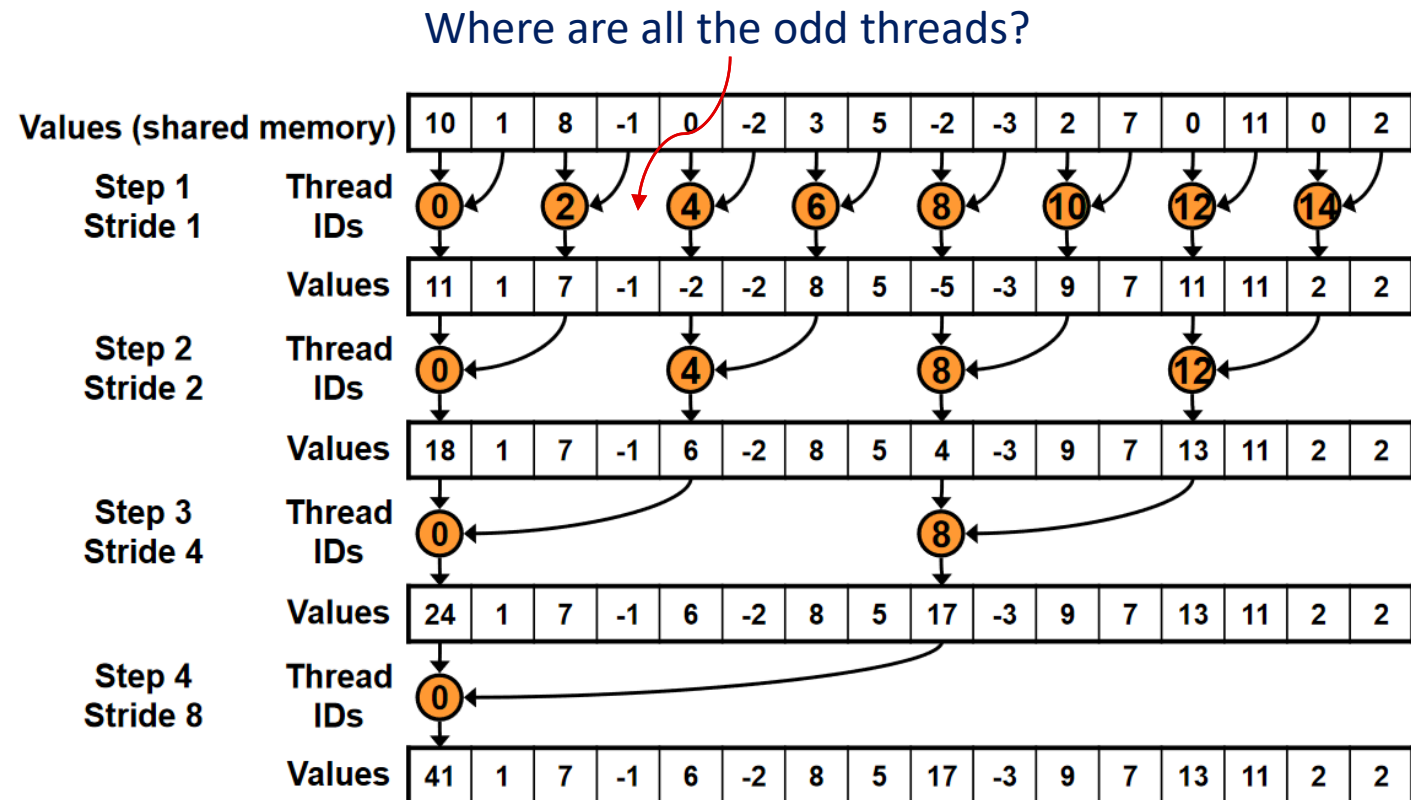 Where are all the odd threads?
Values (shared memory) 10 1 8 -1 0 -2 3 5 -2 -3 2 7 0 11 0 2
Step 1 Stride 1 Thread IDs 0 2 4 6 8 10 12 14
Values 11 1 7 -1 -2 -2 8 5 -5 -3 9 7 11 11 2 2
Step 2 Stride 2 Thread IDs 0 4 8 12
Values 18 1 7 -1 6 -2 8 5 4 -3 9 7 13 11 2 2
Step 3 Stride 4 Thread IDs 0 8
Values 24 1 7 -1 6 -2 8 5 17 -3 9 7 13 11 2 2
Step 4 Stride 8 Thread IDs 0
Values 41 1 7 -1 6 -2 8 5 17 -3 9 7 13 11 2 2